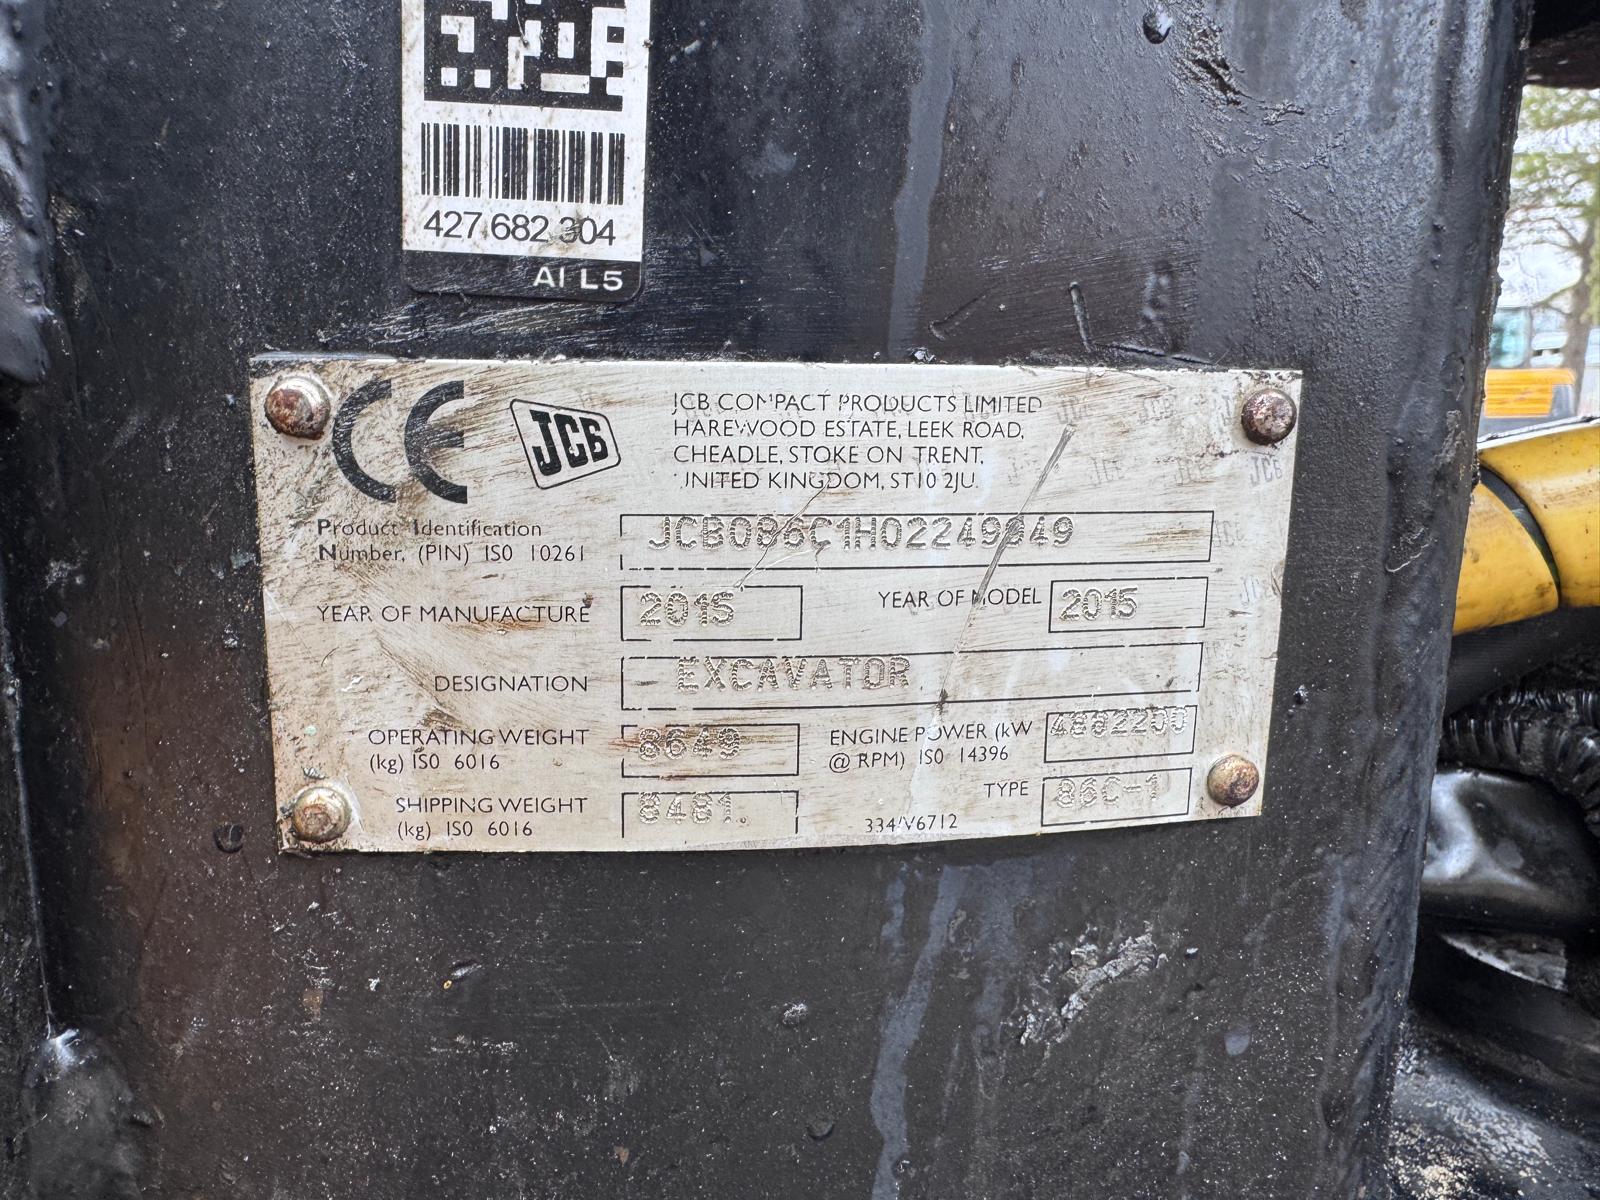 427 682 304
AI L5
CE
JCB
JCB COMPACT PRODUCTS LIMITED
HAREWOOD ESTATE, LEEK ROAD,
CHEADLE, STOKE ON TRENT,
UNITED KINGDOM, ST10 2JU.
Product Identification
Number, (PIN) ISO 10261
JCB086C1H02249949
YEAR OF MANUFACTURE 2015
YEAR OF MODEL 2015
DESIGNATION EXCAVATOR
OPERATING WEIGHT
(kg) ISO 6016
8649
ENGINE POWER (kW
@ RPM) ISO 14396
SHIPPING WEIGHT
(kg) ISO 6016
8481.
TYPE 86C-1
334/V6712